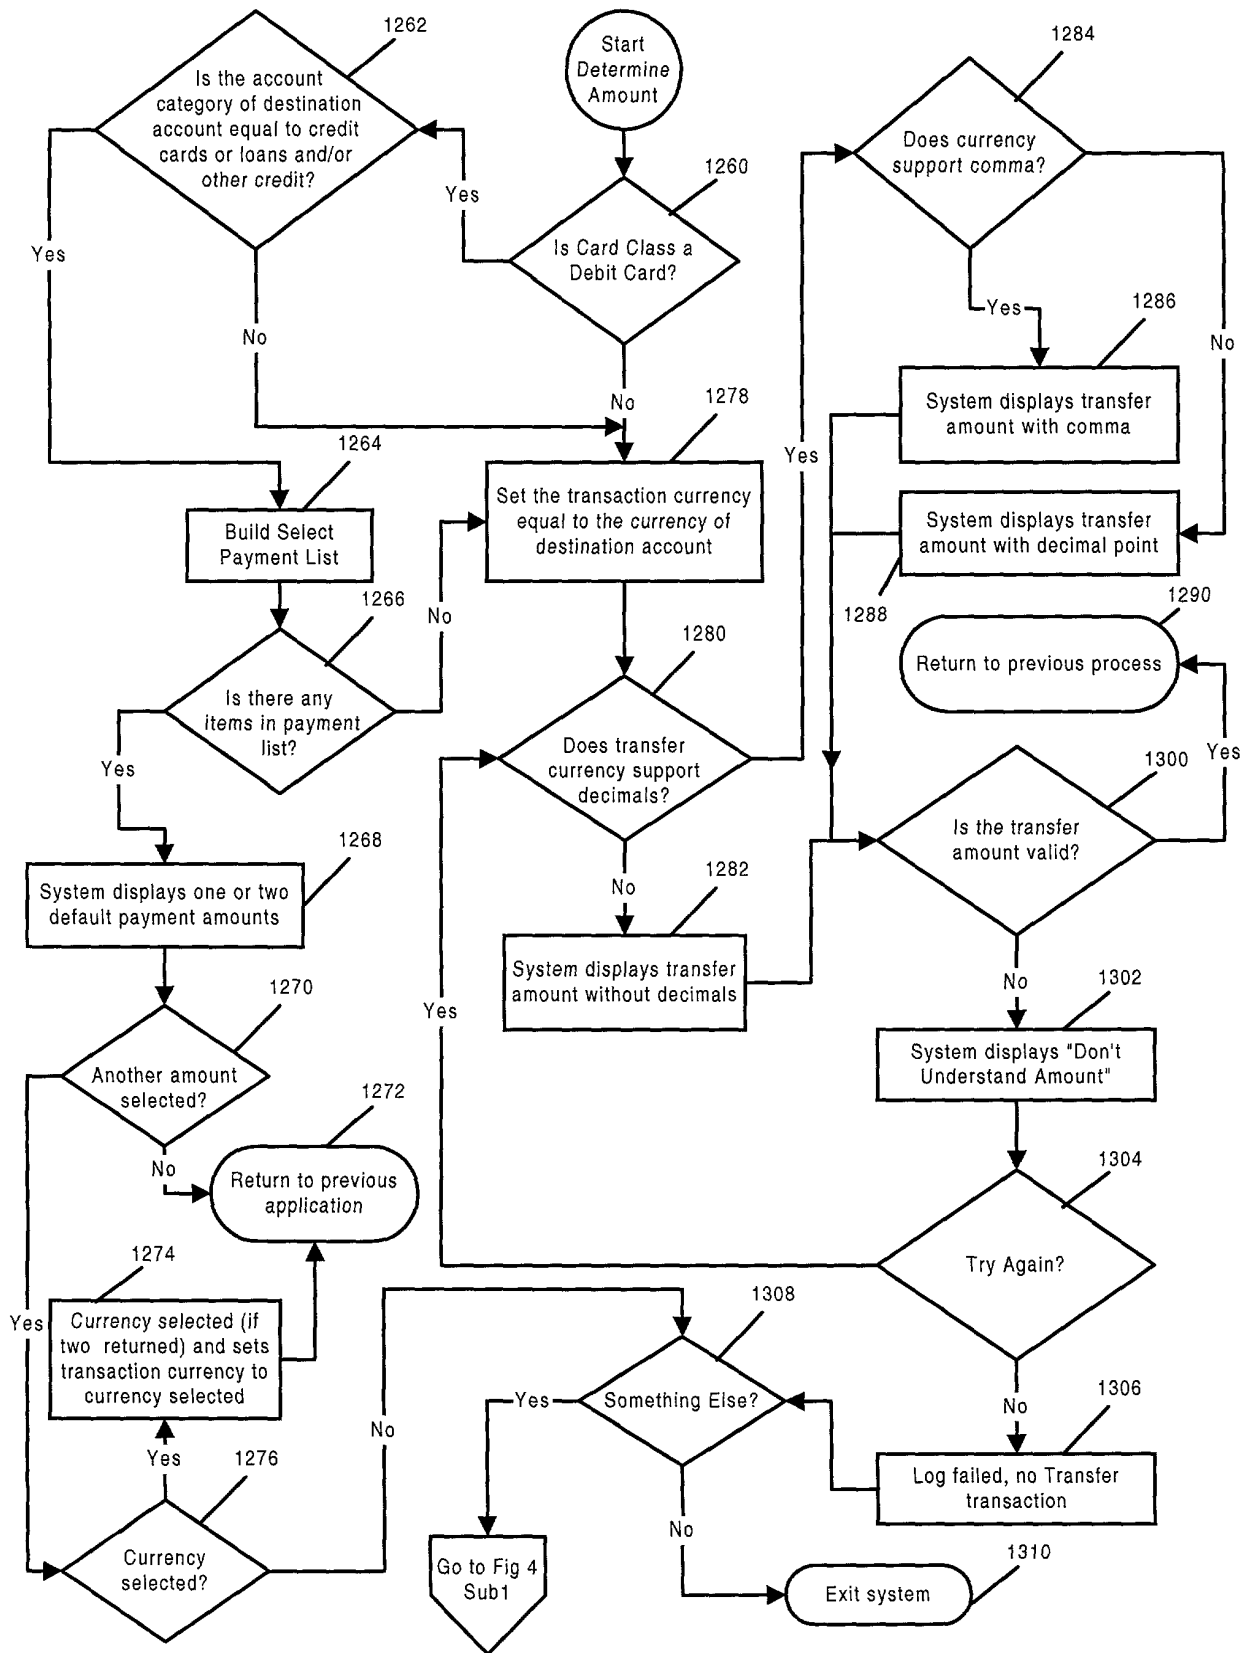 1262
Is the account
category of destination
account equal to credit
cards or loans and/or
other credit?
Start
Determine
Amount
1284
Does currency
support comma?
1260
Is Card Class a
Debit Card?
Yes
Yes
No
No
Yes
1286
No
System displays transfer
amount with comma
1278
Set the transaction currency
equal to the currency of
destination account
Yes
1264
Build Select
Payment List
System displays transfer
amount with decimal point
1288
1290
Return to previous process
1266
Is there any
items in payment
list?
No
Yes
1280
Does transfer
currency support
decimals?
No
1300
Is the transfer
amount valid?
Yes
No
1268
System displays one or two
default payment amounts
1282
System displays transfer
amount without decimals
Yes
1302
System displays "Don't
Understand Amount"
1270
Another amount
selected?
No
Yes
1272
Return to previous
application
1304
Try Again?
No
1274
Currency selected (if
two returned) and sets
transaction currency to
currency selected
Yes
1276
Currency
selected?
No
1308
Something Else?
Yes
No
1306
Log failed, no Transfer
transaction
Go to Fig 4
Sub1
1310
Exit system